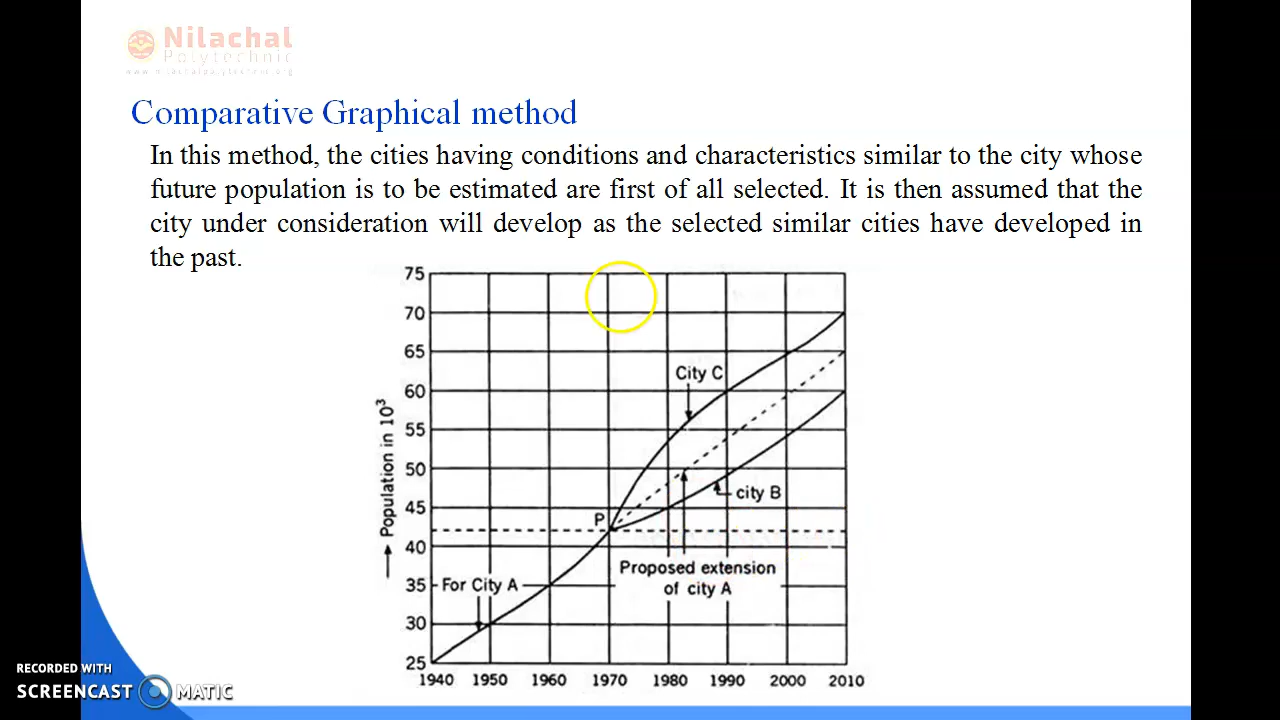 Nilachal
Polytechnic
www.nilachalpolytechnic.org
Comparative Graphical method
In this method, the cities having conditions and characteristics similar to the city whose
future population is to be estimated are first of all selected. It is then assumed that the
city under consideration will develop as the selected similar cities have developed in
the past.
75
70
65
60
55
50
45
40
35
30
25
Population in 10³
City C
city B
P
Proposed extension
of city A
For City A
1940 1950 1960 1970 1980 1990 2000 2010
RECORDED WITH
SCREENCAST MATIC